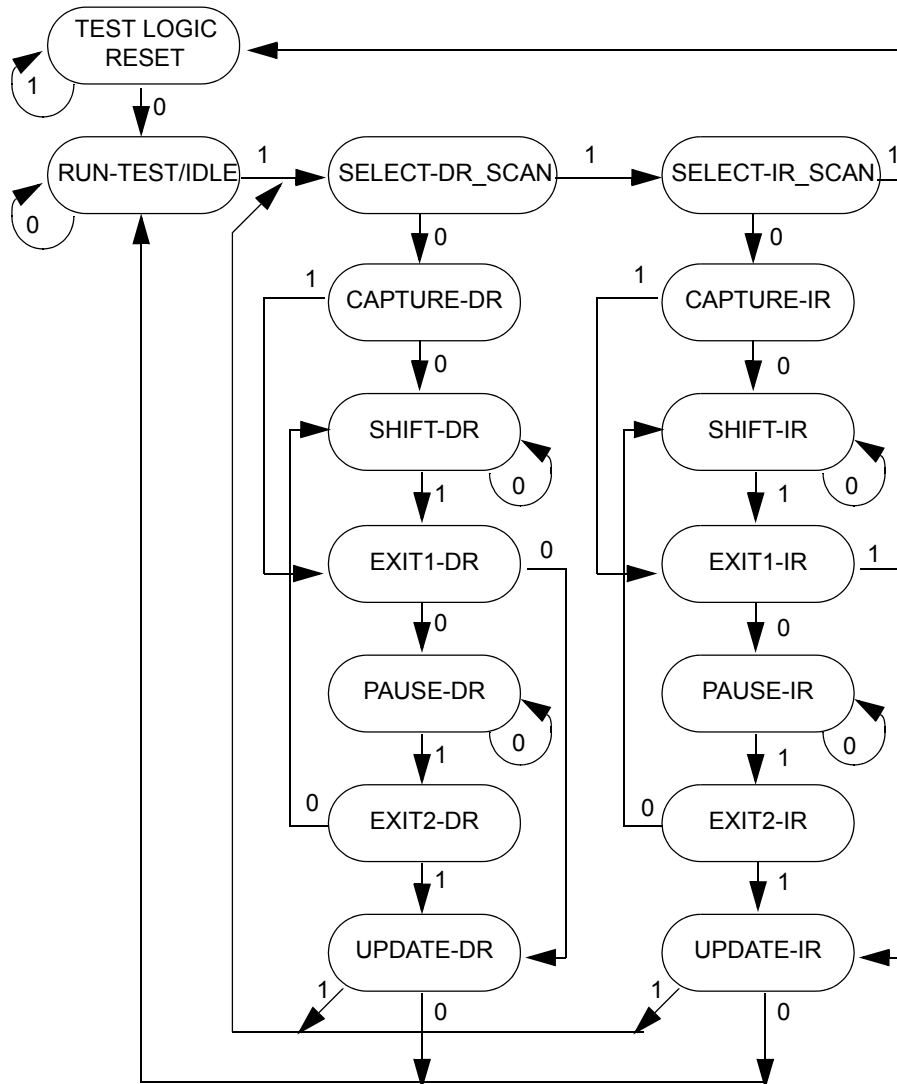 TEST LOGIC
RESET
1
0
RUN-TEST/IDLE
1
SELECT-DR_SCAN
1
SELECT-IR_SCAN
1
0
0
0
1
CAPTURE-DR
1
CAPTURE-IR
0
0
SHIFT-DR
SHIFT-IR
0
0
1
1
EXIT1-DR
0
EXIT1-IR
1
0
0
PAUSE-DR
PAUSE-IR
0
0
1
1
0
EXIT2-DR
0
EXIT2-IR
1
1
UPDATE-DR
UPDATE-IR
1
0
1
0